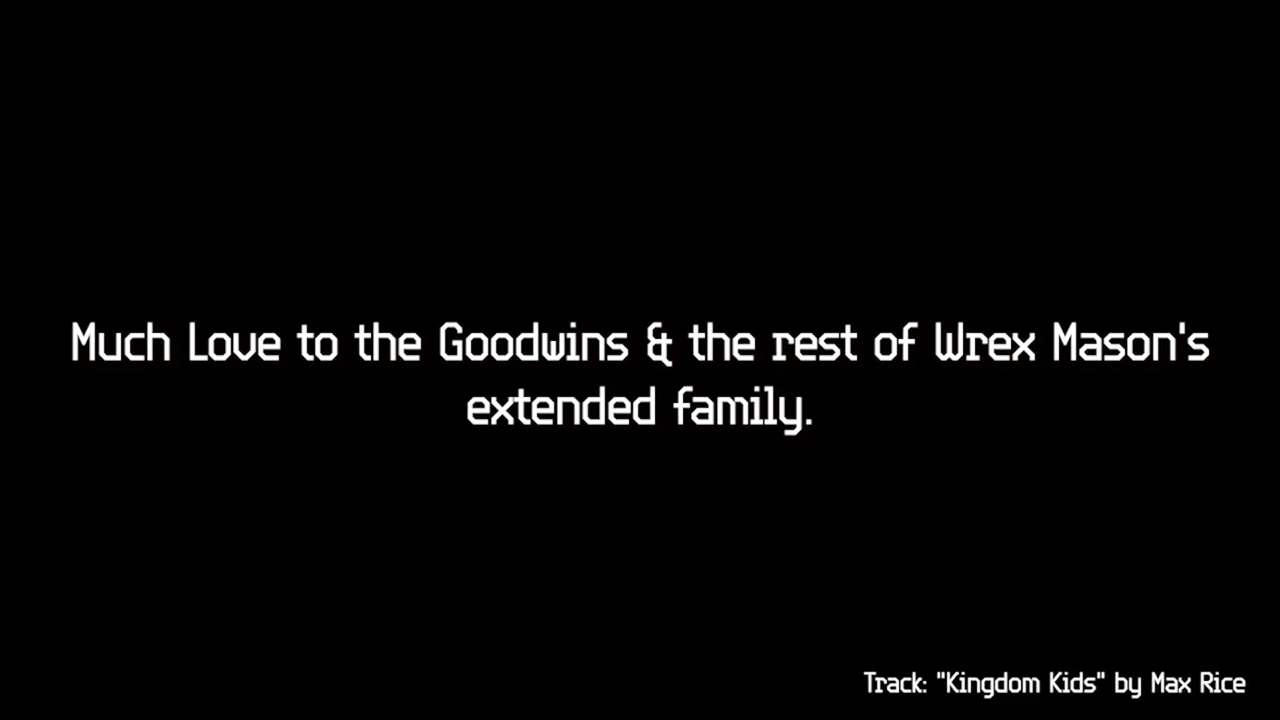 Much Love to the Goodwins & the rest of Wrex Mason's
extended family.
Track: "Kingdom Kids" by Max Rice